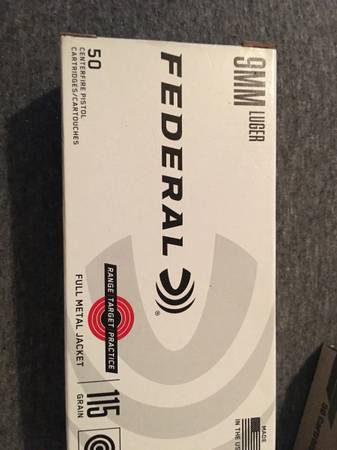 9MM LUGER
50
CENTERFIRE PISTOL
CARTRIDGES/CARTOUCHES
FEDERAL
®
RANGE TARGET PRACTICE
FULL METAL JACKET
115
GRAIN
MADE
IN THE US